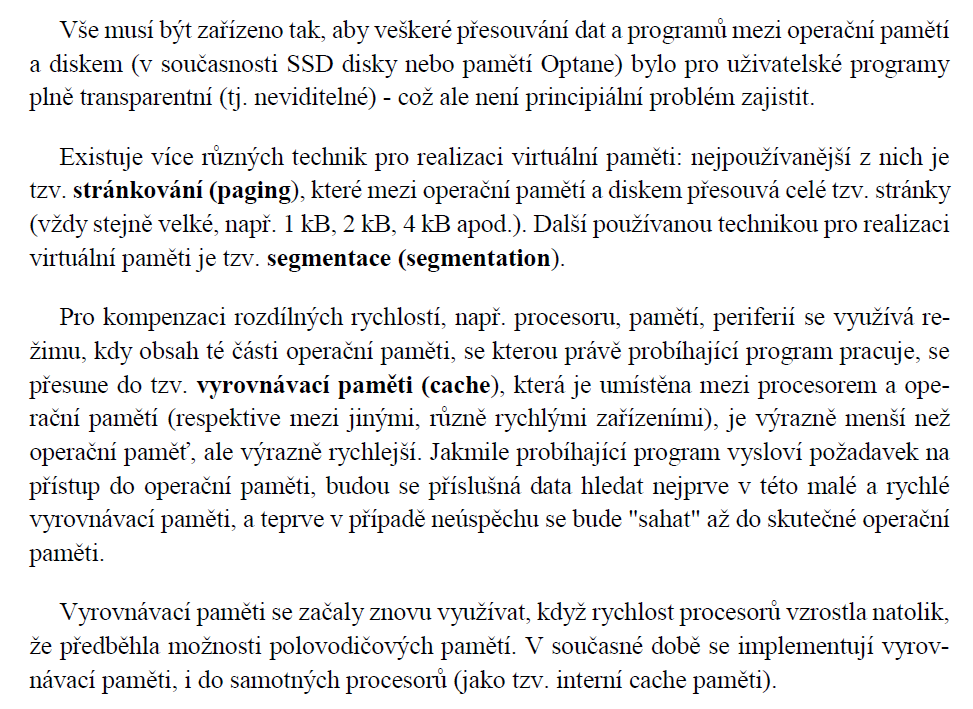 Vše musí být zařízeno tak, aby veškeré přesouvání dat a programů mezi operační pamětí
a diskem (v současnosti SSD disky nebo pamětí Optane) bylo pro uživatelské programy
plně transparentní (tj. neviditelné) - což ale není principiální problém zajistit.
Existuje více různých technik pro realizaci virtuální paměti: nejpoužívanější z nich je
tzv. stránkování (paging), které mezi operační pamětí a diskem přesouvá celé tzv. stránky
(vždy stejně velké, např. 1 kB, 2 kB, 4 kB apod.). Další používanou technikou pro realizaci
virtuální paměti je tzv. segmentace (segmentation).
Pro kompenzaci rozdílných rychlostí, např. procesoru, pamětí, periferií se využívá re-
žimu, kdy obsah té části operační paměti, se kterou právě probíhající program pracuje, se
přesune do tzv. vyrovnávací paměti (cache), která je umístěna mezi procesorem a ope-
rační pamětí (respektive mezi jinými, různě rychlými zařízeními), je výrazně menší než
operační paměť, ale výrazně rychlejší. Jakmile probíhající program vysloví požadavek na
přístup do operační paměti, budou se příslušná data hledat nejprve v této malé a rychlé
vyrovnávací paměti, a teprve v případě neúspěchu se bude "sahat" až do skutečné operační
paměti.
Vyrovnávací paměti se začaly znovu využívat, když rychlost procesorů vzrostla natolik,
že předběhla možnosti polovodičových pamětí. V současné době se implementují vyrov-
návací paměti, i do samotných procesorů (jako tzv. interní cache paměti).